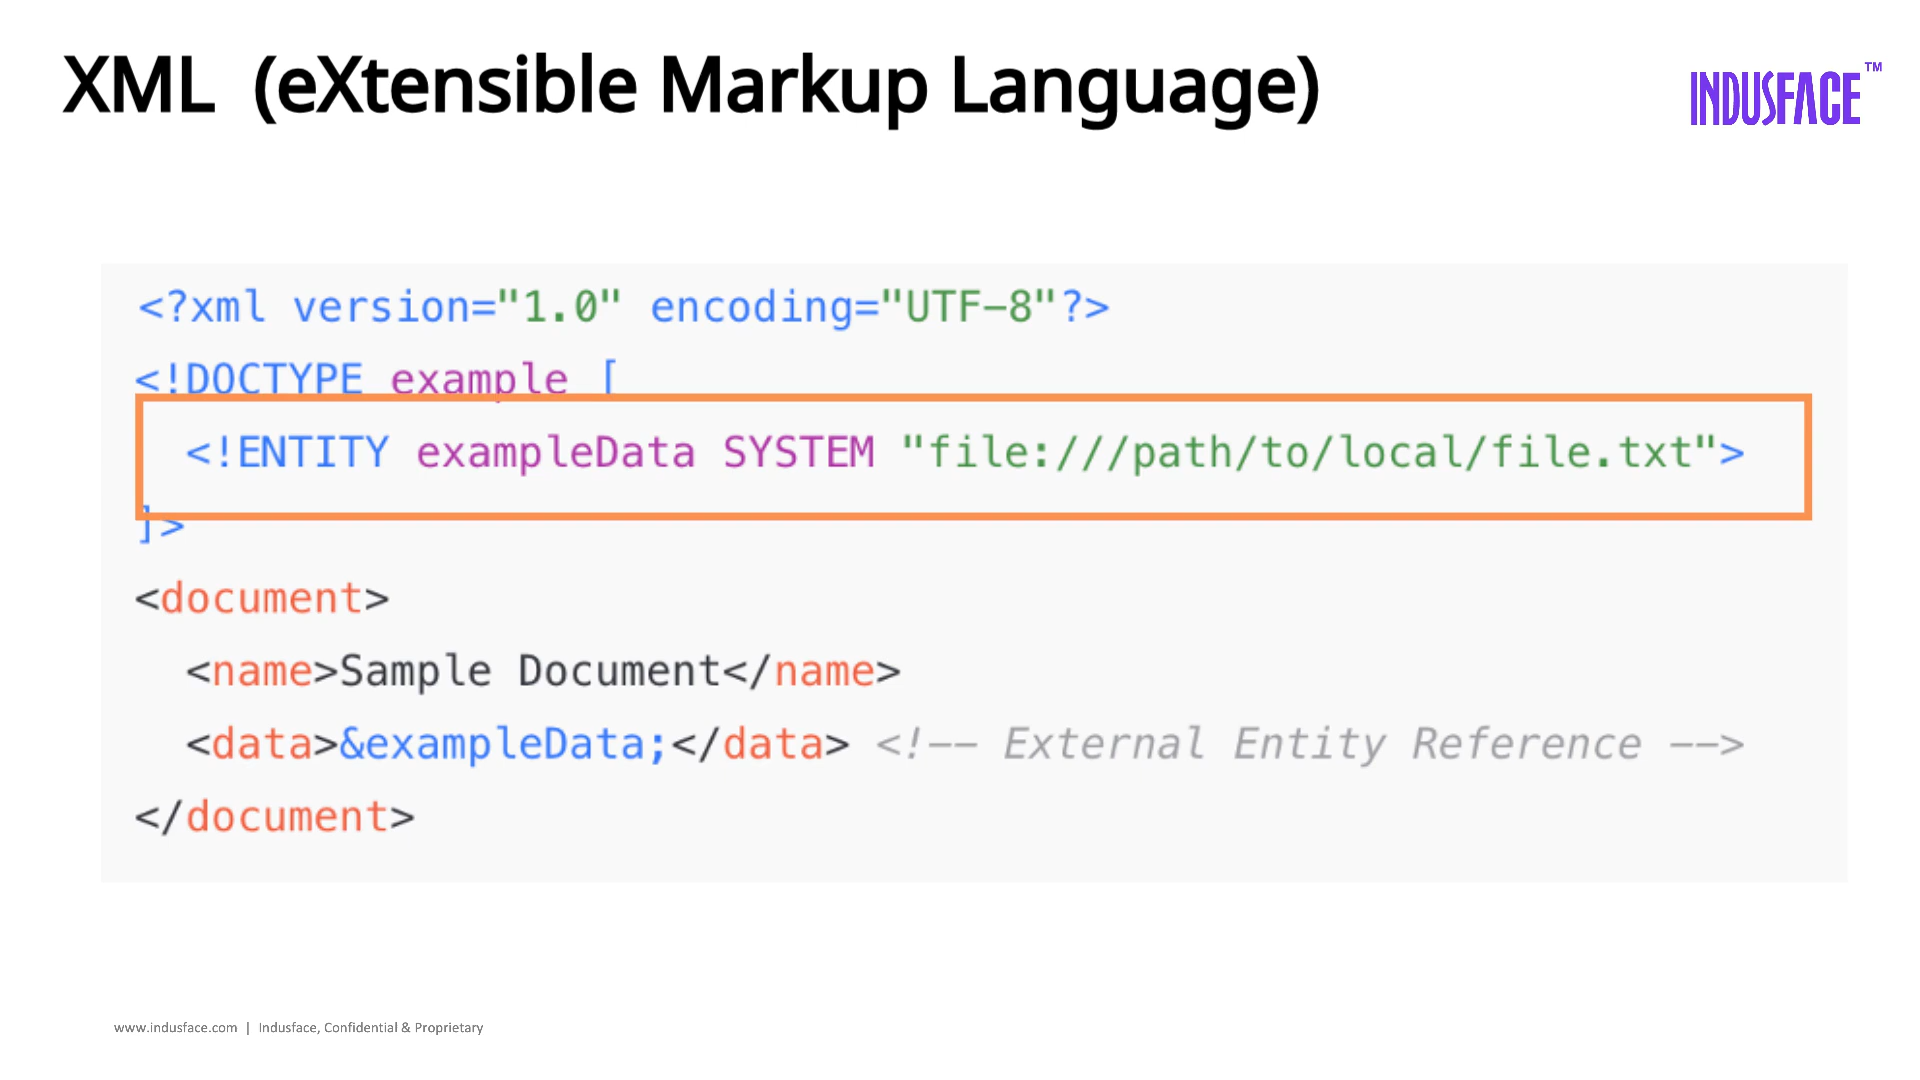 XML  (eXtensible Markup Language)
INDUSFACE™
<?xml version="1.0" encoding="UTF-8"?>
<!DOCTYPE example [
  <!ENTITY exampleData SYSTEM "file:///path/to/local/file.txt">
]>
<document>
  <name>Sample Document</name>
  <data>&exampleData;</data> <!-- External Entity Reference -->
</document>
www.indusface.com | Indusface, Confidential & Proprietary